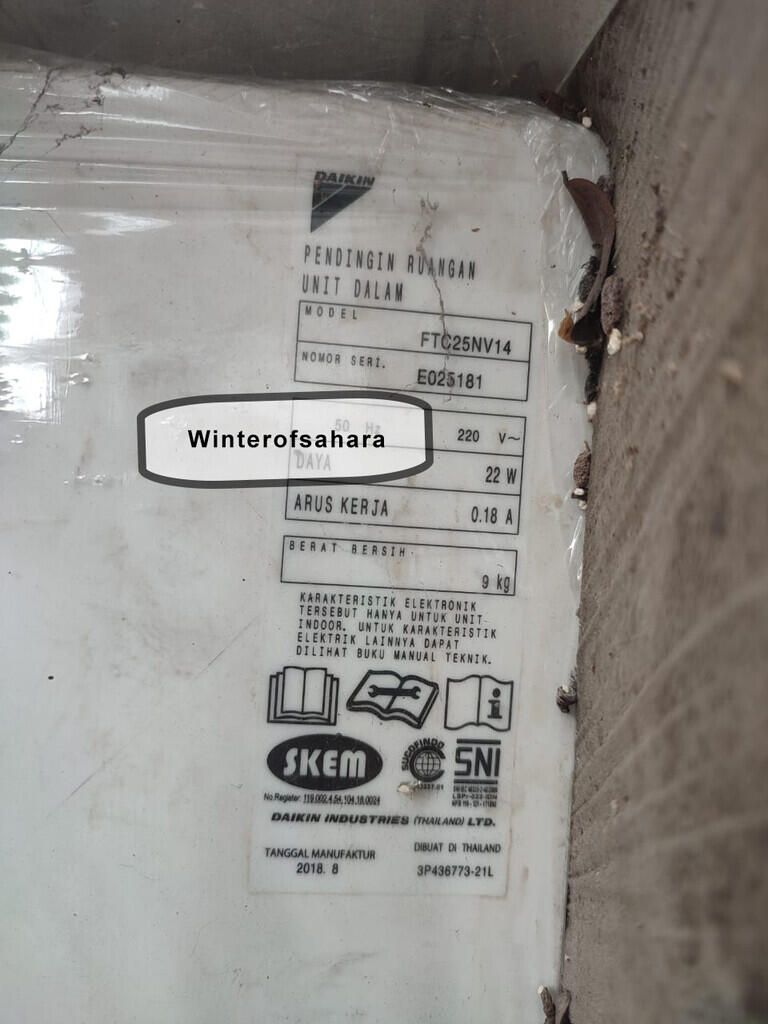 DAIKIN
PENDINGIN RUANGAN
UNIT DALAM
MODEL
FTC25NV14
NOMOR SERI.
E025181
50 Hz
220 V~
Winterofsahara
DAYA
22 W
ARUS KERJA
0.18 A
BERAT BERSIH
9 kg
KARAKTERISTIK ELEKTRONIK
TERSEBUT HANYA UNTUK UNIT
INDOOR. UNTUK KARAKTERISTIK
ELEKTRIK LAINNYA DAPAT
DILIHAT BUKU MANUAL TEKNIK.
i
SKEM
SUCOFINDO
SNI
No.Register: 119.002.4.54.104.18.0024
DAIKIN INDUSTRIES (THAILAND) LTD.
TANGGAL MANUFAKTUR
2018. 8
DIBUAT DI THAILAND
3P436773-21L